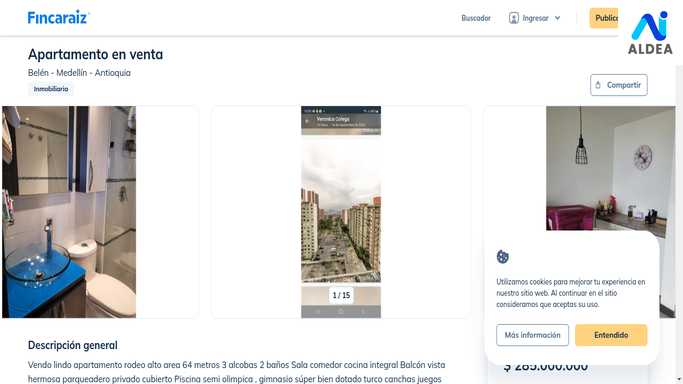 Fincaraiz
Buscador
Ingresar
Publica
ALDEA
Apartamento en venta
Belén - Medellín - Antioquia
Inmobiliario
Compartir
Veronica Colega
1 / 15
Utilizamos cookies para mejorar tu experiencia en
nuestro sitio web. Al continuar en el sitio
consideramos que aceptas su uso.
Más información
Entendido
$ 285.000.000
Descripción general
Vendo lindo apartamento rodeo alto area 64 metros 3 alcobas 2 baños Sala comedor cocina integral Balcón vista
hermosa parqueadero privado cubierto Piscina semi olimpica , gimnasio súper bien dotado turco canchas juegos